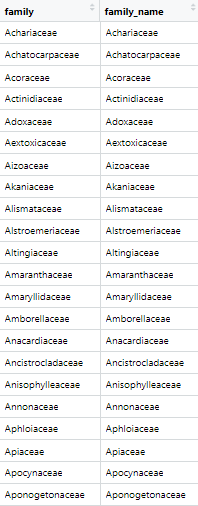 family family_name
Achariaceae Achariaceae
Achatocarpaceae Achatocarpaceae
Acoraceae Acoraceae
Actinidiaceae Actinidiaceae
Adoxaceae Adoxaceae
Aextoxicaceae Aextoxicaceae
Aizoaceae Aizoaceae
Akaniaceae Akaniaceae
Alismataceae Alismataceae
Alstroemeriaceae Alstroemeriaceae
Altingiaceae Altingiaceae
Amaranthaceae Amaranthaceae
Amaryllidaceae Amaryllidaceae
Amborellaceae Amborellaceae
Anacardiaceae Anacardiaceae
Ancistrocladaceae Ancistrocladaceae
Anisophylleaceae Anisophylleaceae
Annonaceae Annonaceae
Aphloiaceae Aphloiaceae
Apiaceae Apiaceae
Apocynaceae Apocynaceae
Aponogetonaceae Aponogetonaceae